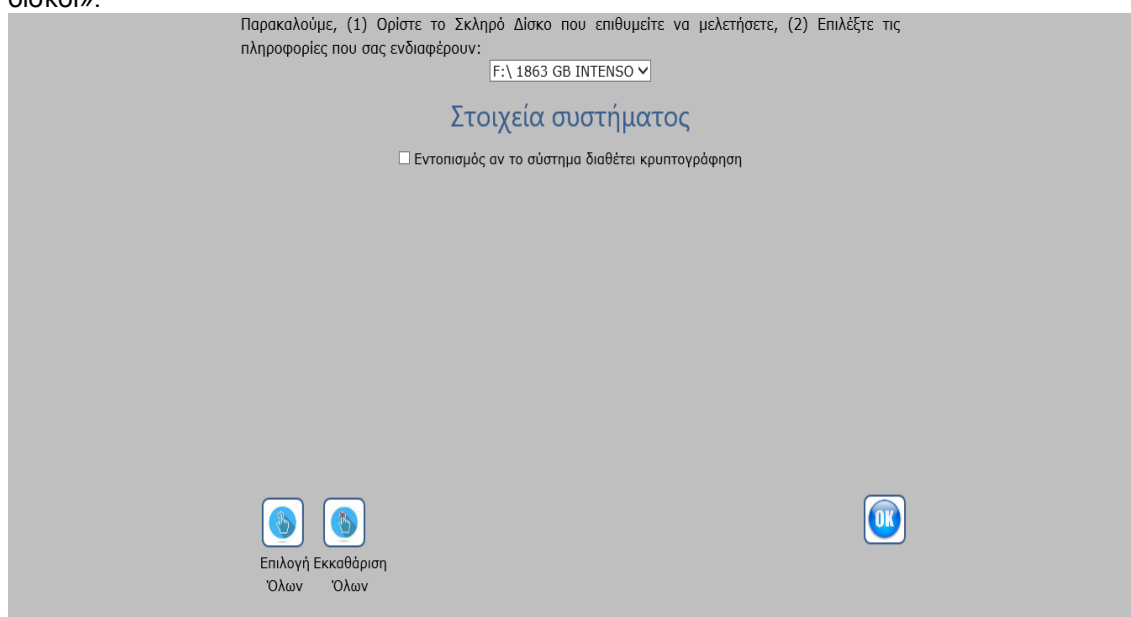 δίσκοι».
Παρακαλούμε, (1) Ορίστε το Σκληρό Δίσκο που επιθυμείτε να μελετήσετε, (2) Επιλέξτε τις
πληροφορίες που σας ενδιαφέρουν:
F:\ 1863 GB INTENSO
Στοιχεία συστήματος
Εντοπισμός αν το σύστημα διαθέτει κρυπτογράφηση
OK
Επιλογή Εκκαθάριση
Όλων Όλων